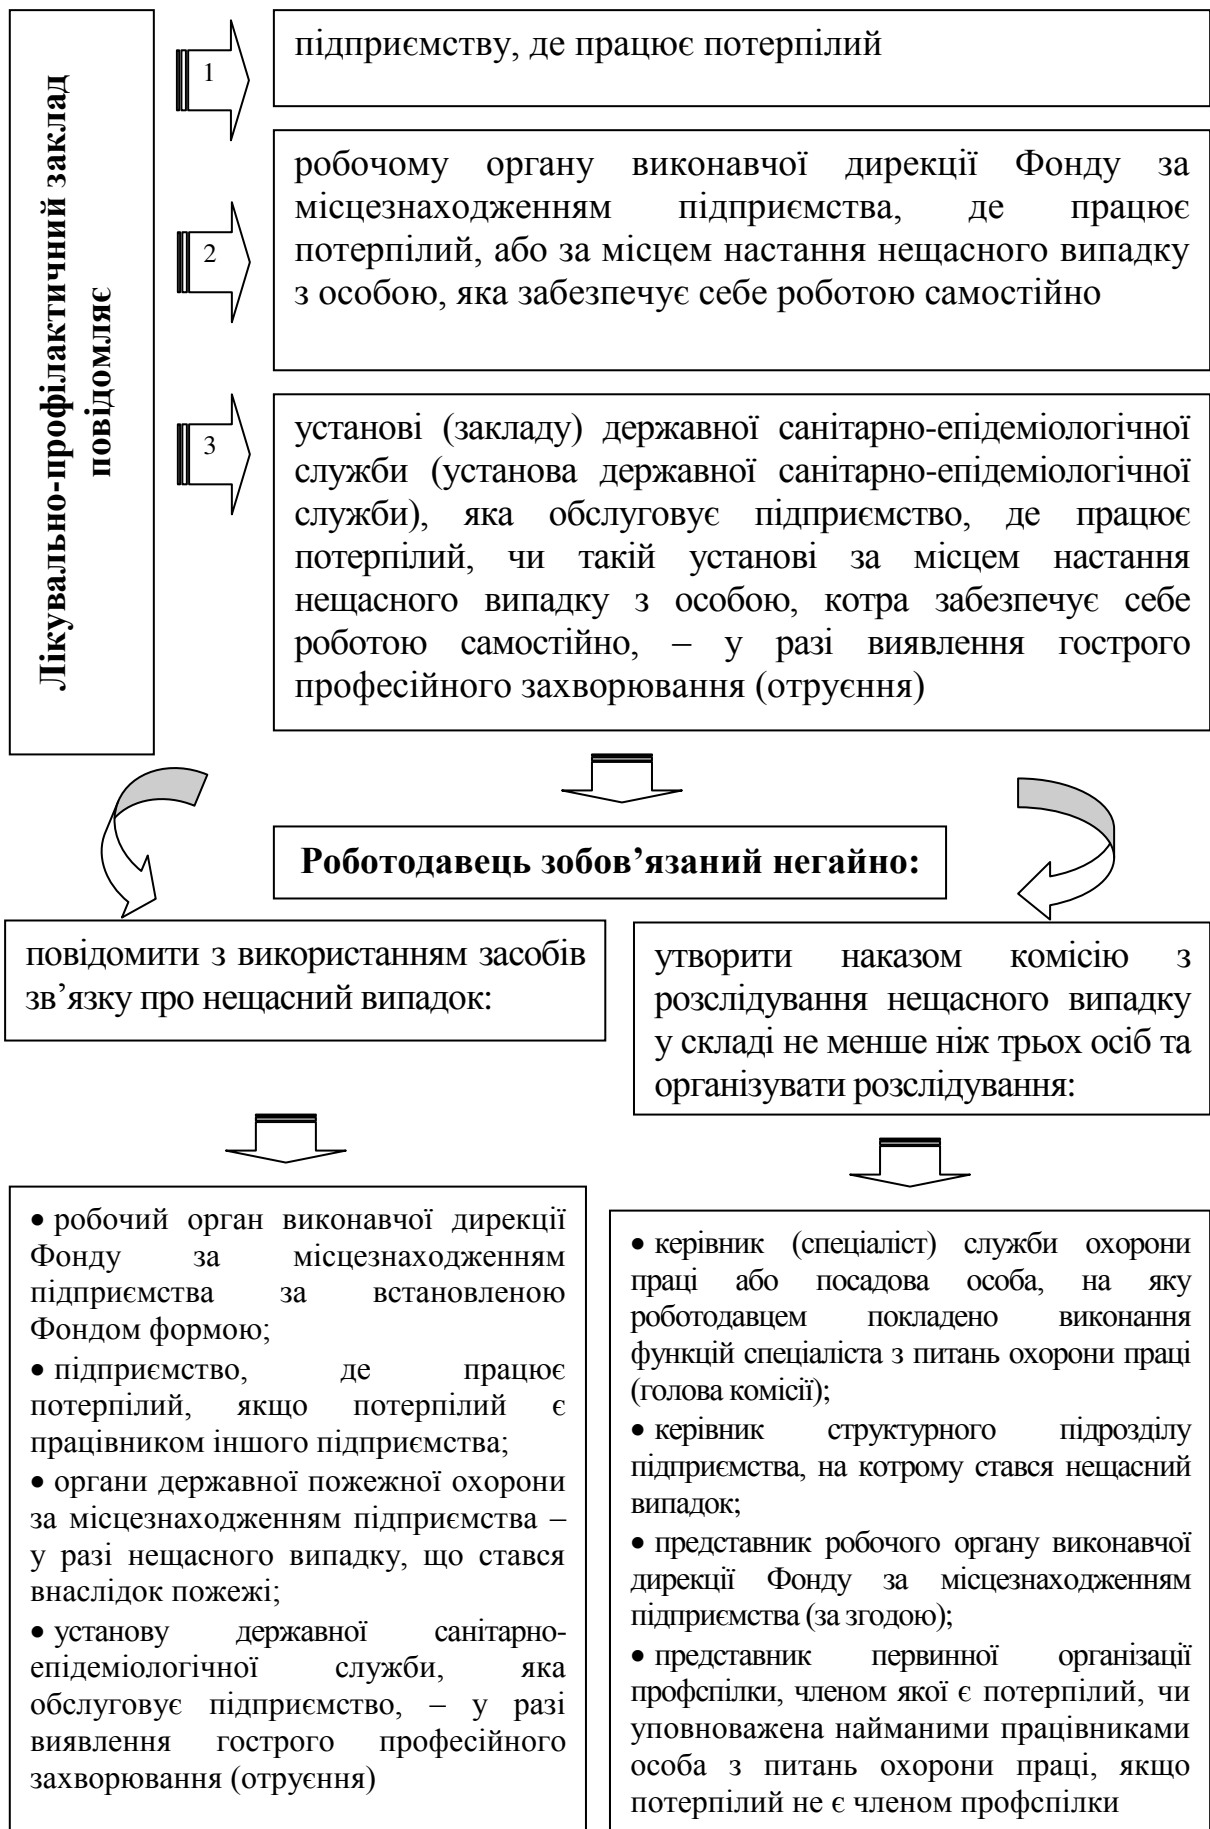 Лікувально-профілактичний заклад
повідомляє
1
підприємству, де працює потерпілий
2
робочому органу виконавчої дирекції Фонду за
місцезнаходженням підприємства, де працює
потерпілий, або за місцем настання нещасного випадку
з особою, яка забезпечує себе роботою самостійно
3
установі (закладу) державної санітарно-епідеміологічної
служби (установа державної санітарно-епідеміологічної
служби), яка обслуговує підприємство, де працює
потерпілий, чи такій установі за місцем настання
нещасного випадку з особою, котра забезпечує себе
роботою самостійно, – у разі виявлення гострого
професійного захворювання (отруєння)
Роботодавець зобов’язаний негайно:
повідомити з використанням засобів
зв’язку про нещасний випадок:
утворити наказом комісію з
розслідування нещасного випадку
у складі не менше ніж трьох осіб та
організувати розслідування:
• робочий орган виконавчої дирекції
Фонду за місцезнаходженням
підприємства за встановленою
Фондом формою;
• підприємство, де працює
потерпілий, якщо потерпілий є
працівником іншого підприємства;
• органи державної пожежної охорони
за місцезнаходженням підприємства –
у разі нещасного випадку, що стався
внаслідок пожежі;
• установу державної санітарно-
епідеміологічної служби, яка
обслуговує підприємство, – у разі
виявлення гострого професійного
захворювання (отруєння)
• керівник (спеціаліст) служби охорони
праці або посадова особа, на яку
роботодавцем покладено виконання
функцій спеціаліста з питань охорони праці
(голова комісії);
• керівник структурного підрозділу
підприємства, на котрому стався нещасний
випадок;
• представник робочого органу виконавчої
дирекції Фонду за місцезнаходженням
підприємства (за згодою);
• представник первинної організації
профспілки, членом якої є потерпілий, чи
уповноважена найманими працівниками
особа з питань охорони праці, якщо
потерпілий не є членом профспілки